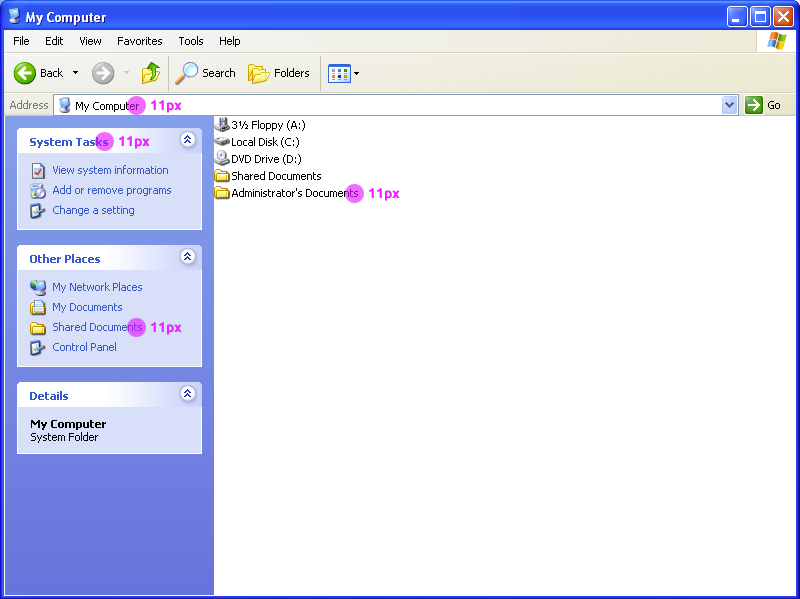 My Computer
File Edit View Favorites Tools Help
Back Search Folders
Address My Computer 11px Go
System Tasks 11px
View system information
Add or remove programs
Change a setting
Other Places
My Network Places
My Documents
Shared Documents 11px
Control Panel
Details
My Computer
System Folder
3½ Floppy (A:)
Local Disk (C:)
DVD Drive (D:)
Shared Documents
Administrator's Documents 11px